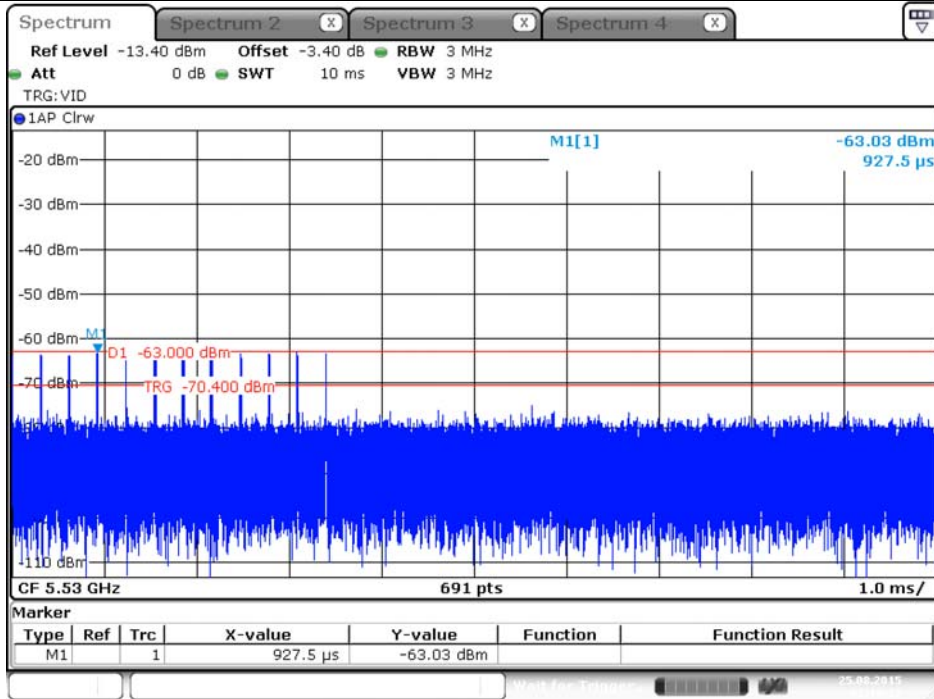 Spectrum Spectrum 2 X Spectrum 3 X Spectrum 4 X
Ref Level -13.40 dBm Offset -3.40 dB RBW 3 MHz
Att 0 dB SWT 10 ms VBW 3 MHz
TRG:VID
1AP Clrw
M1[1] -63.03 dBm
927.5 µs
-20 dBm
-30 dBm
-40 dBm
-50 dBm
-60 dBm
M1
D1 -63.000 dBm
-70 dBm
TRG -70.400 dBm
-110 dBm
CF 5.53 GHz 691 pts 1.0 ms/
Marker
Type Ref Trc X-value Y-value Function Function Result
M1 1 927.5 µs -63.03 dBm
Wait for Trigger 25.08.2015